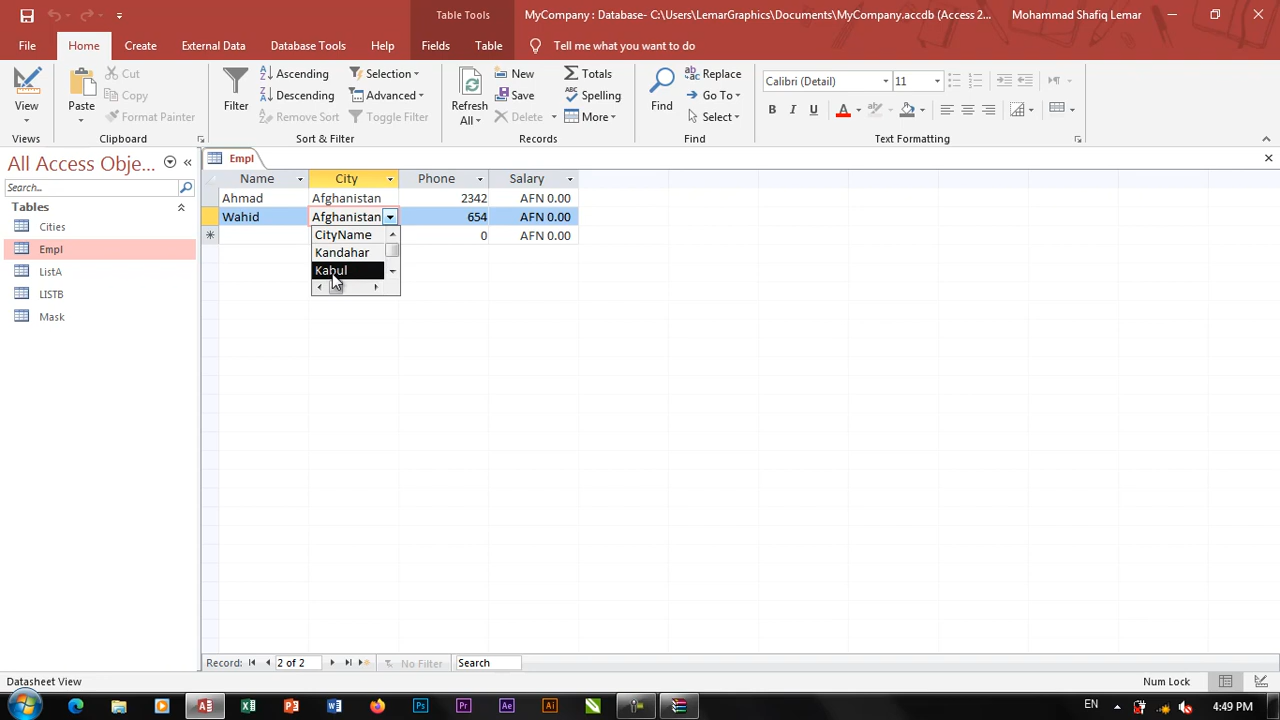 Table Tools
MyCompany : Database- C:\Users\LemarGraphics\Documents\MyCompany.accdb (Access 2...
Mohammad Shafiq Lemar
File Home Create External Data Database Tools Help Fields Table Tell me what you want to do
View
Views
Paste
Cut
Copy
Format Painter
Clipboard
Filter
Ascending
Descending
Remove Sort
Selection
Advanced
Toggle Filter
Sort & Filter
Refresh
All
New
Save
Delete
Totals
Spelling
More
Records
Find
Replace
Go To
Select
Find
Calibri (Detail) 11
B I U A
Text Formatting
All Access Obje...
Search...
Tables
Cities
Empl
ListA
LISTB
Mask
Empl
Name City Phone Salary
Ahmad Afghanistan 2342 AFN 0.00
Wahid Afghanistan 654 AFN 0.00
0 AFN 0.00
CityName
Kandahar
Kabul
Record: 2 of 2 No Filter Search
Datasheet View
Num Lock
EN 4:49 PM